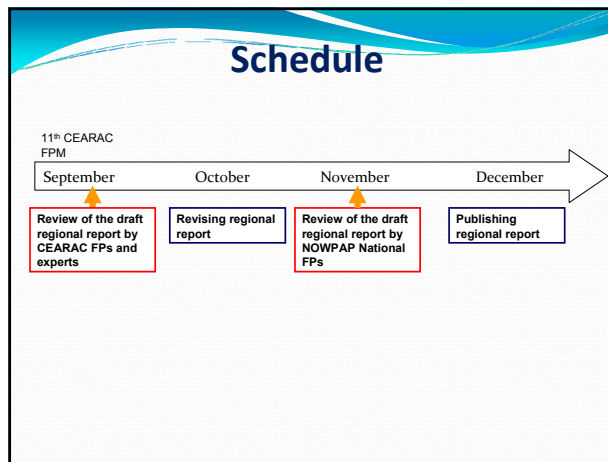 Schedule
11th CEARAC
FPM
September October November December
Review of the draft
regional report by
CEARAC FPs and
experts
Revising regional
report
Review of the draft
regional report by
NOWPAP National
FPs
Publishing
regional report